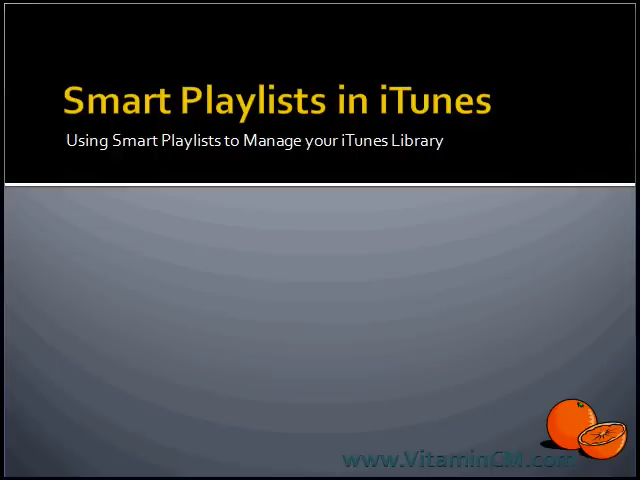 Smart Playlists in iTunes
Using Smart Playlists to Manage your iTunes Library
www.VitaminCM.com